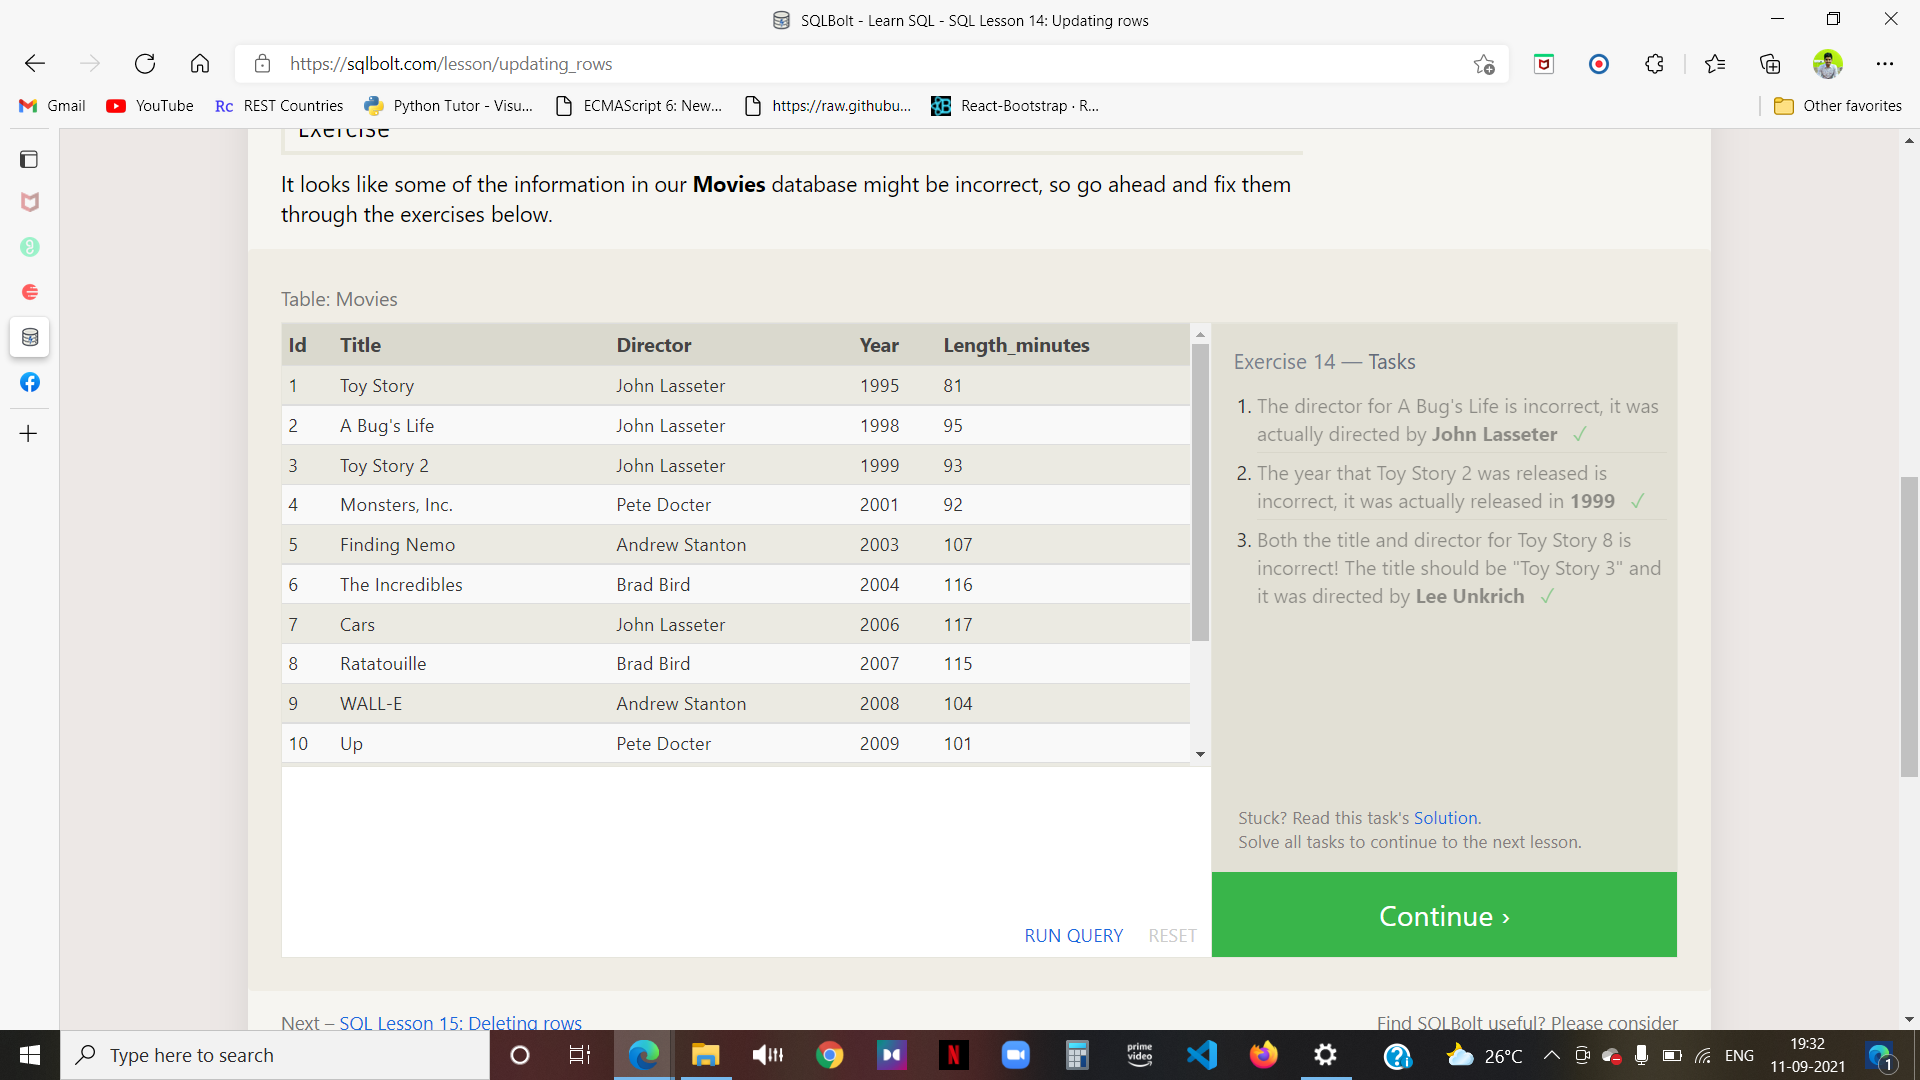 SQLBolt - Learn SQL - SQL Lesson 14: Updating rows
https://sqlbolt.com/lesson/updating_rows
Gmail YouTube Rc REST Countries Python Tutor - Visu... ECMAScript 6: New... https://raw.githubu... React-Bootstrap · R... Other favorites
Exercise
It looks like some of the information in our Movies database might be incorrect, so go ahead and fix them
through the exercises below.
Table: Movies
Id Title Director Year Length_minutes
1 Toy Story John Lasseter 1995 81
2 A Bug's Life John Lasseter 1998 95
3 Toy Story 2 John Lasseter 1999 93
4 Monsters, Inc. Pete Docter 2001 92
5 Finding Nemo Andrew Stanton 2003 107
6 The Incredibles Brad Bird 2004 116
7 Cars John Lasseter 2006 117
8 Ratatouille Brad Bird 2007 115
9 WALL-E Andrew Stanton 2008 104
10 Up Pete Docter 2009 101
RUN QUERY RESET
Exercise 14 — Tasks
1. The director for A Bug's Life is incorrect, it was
actually directed by John Lasseter ✓
2. The year that Toy Story 2 was released is
incorrect, it was actually released in 1999 ✓
3. Both the title and director for Toy Story 8 is
incorrect! The title should be "Toy Story 3" and
it was directed by Lee Unkrich ✓
Stuck? Read this task's Solution.
Solve all tasks to continue to the next lesson.
Continue ›
Next – SQL Lesson 15: Deleting rows
Find SQLBolt useful? Please consider
Type here to search
prime
video
26°C
ENG
19:32
11-09-2021
1